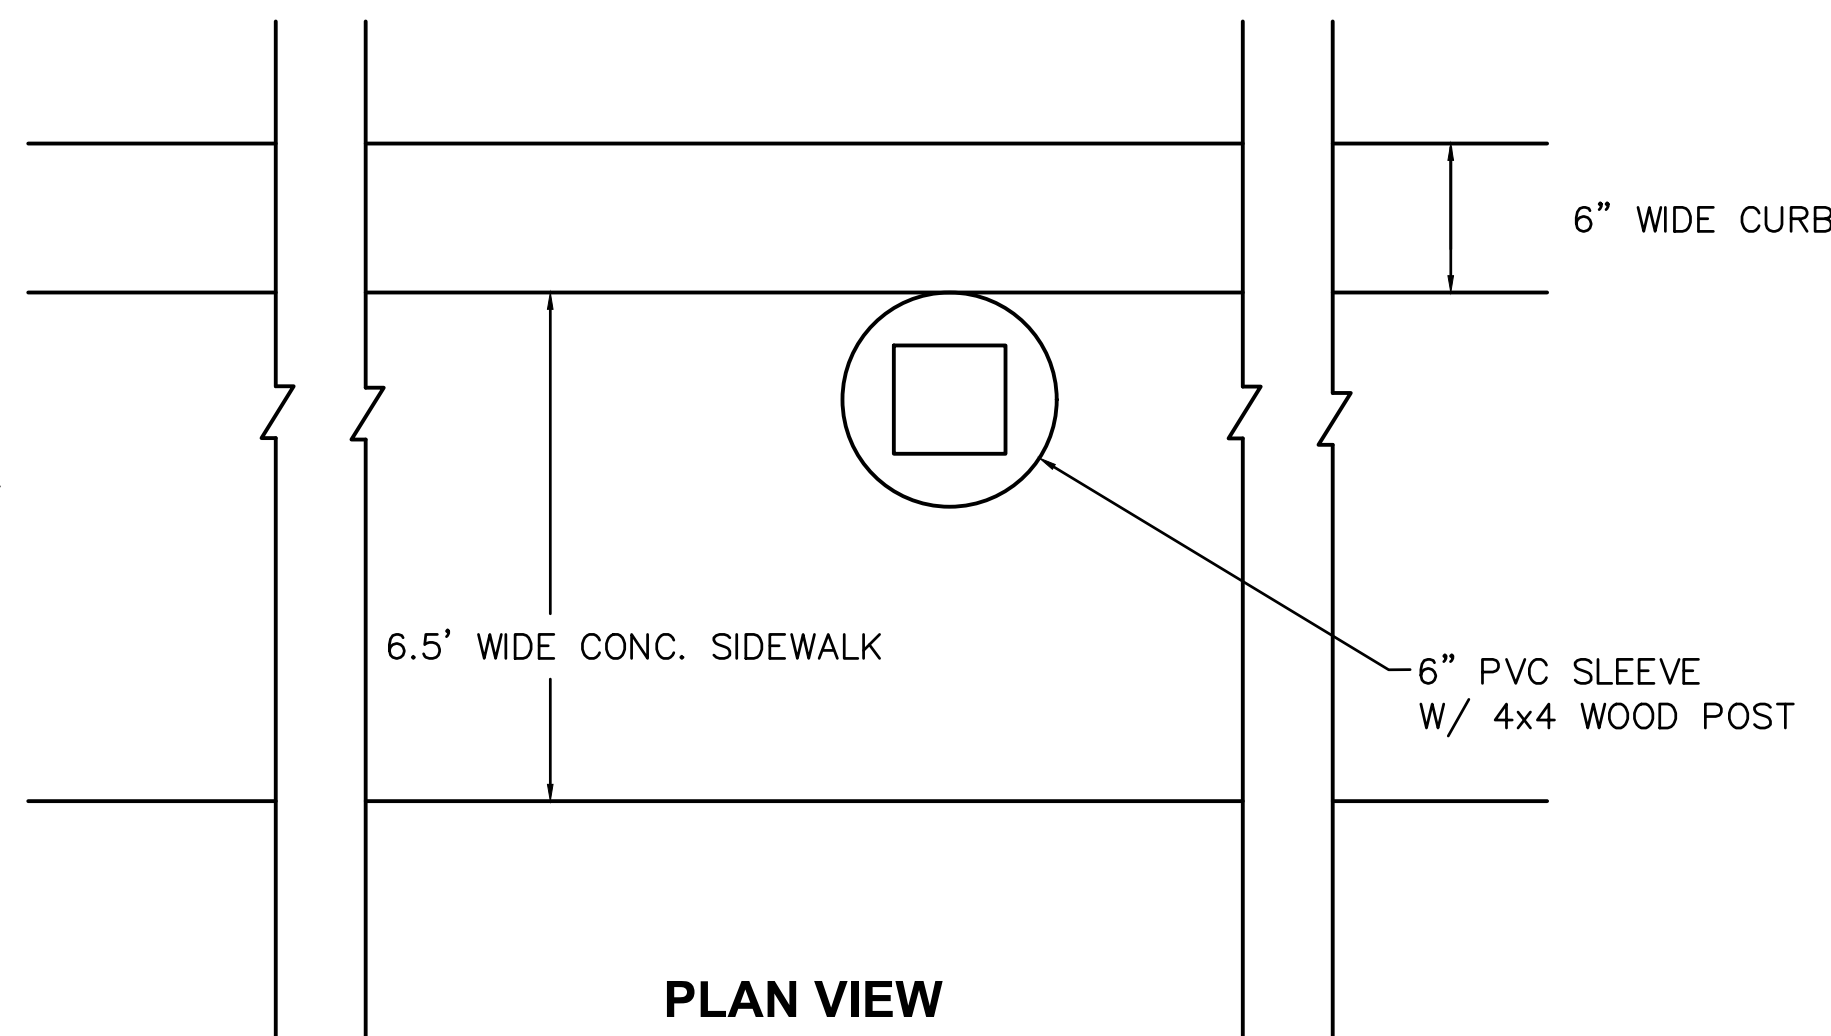 6” WIDE CURB
6.5’ WIDE CONC. SIDEWALK
6” PVC SLEEVE
W/ 4x4 WOOD POST
PLAN VIEW